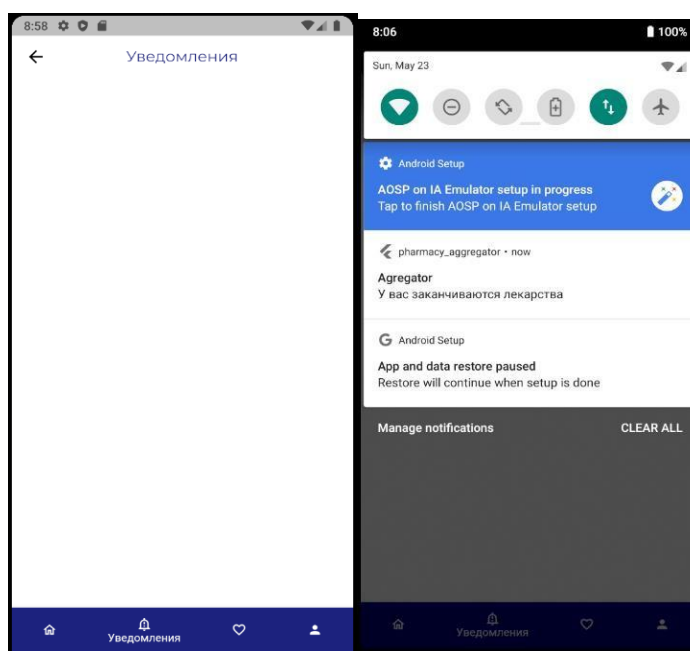 8:58
Уведомления
Уведомления
8:06
100%
Sun, May 23
Android Setup
AOSP on IA Emulator setup in progress
Tap to finish AOSP on IA Emulator setup
pharmacy_aggregator • now
Agregator
У вас заканчиваются лекарства
G Android Setup
App and data restore paused
Restore will continue when setup is done
Manage notifications
CLEAR ALL
Уведомления